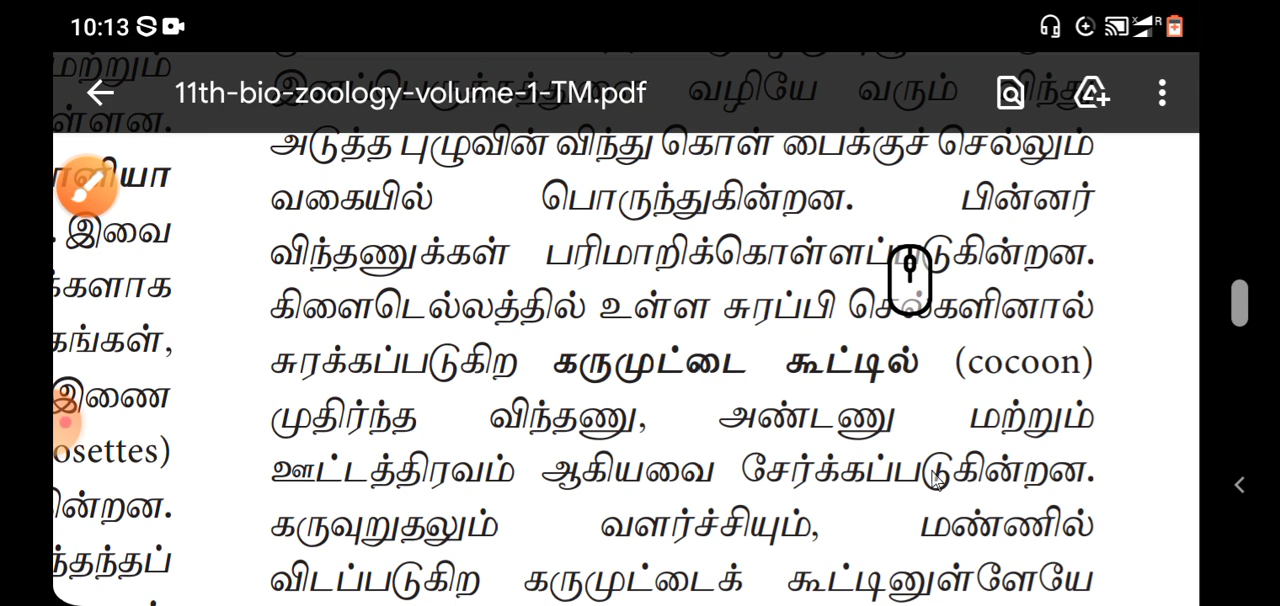 10:13
R
11th-bio-zoology-volume-1-TM.pdf
மற்றும்
வழியே வரும்
ள்ளன.
அடுத்த புழுவின் விந்து கொள் பைக்குச் செல்லும்
வகையில் பொருந்துகின்றன. பின்னர்
. இவை
விந்தணுக்கள் பரிமாறிக்கொள்ளப்படுகின்றன.
க்களாக
கிளைடெல்லத்தில் உள்ள சுரப்பி செல்களினால்
கங்கள்,
சுரக்கப்படுகிற கருமுட்டை கூட்டில் (cocoon)
இணை
முதிர்ந்த விந்தணு, அண்டணு மற்றும்
osettes)
ஊட்டத்திரவம் ஆகியவை சேர்க்கப்படுகின்றன.
கின்றன.
கருவுறுதலும் வளர்ச்சியும், மண்ணில்
ந்தந்தப்
விடப்படுகிற கருமுட்டைக் கூட்டினுள்ளேயே